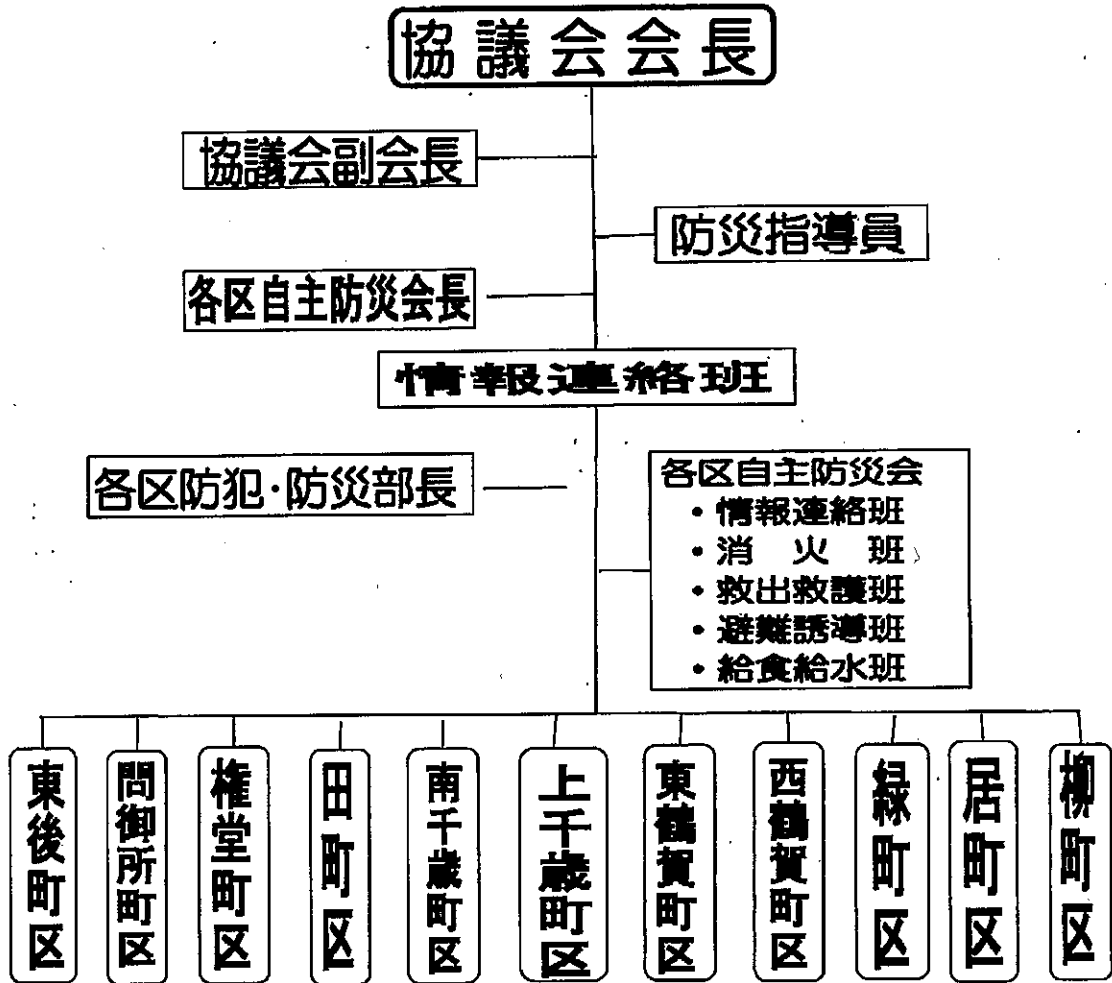 協議会会長
協議会副会長
防災指導員
各区自主防災会長
情報連絡班
各区防犯・防災部長
各区自主防災会
・情報連絡班
・消　火　班
・救出救護班
・避難誘導班
・給食給水班
東後町区
問御所町区
権堂町区
田町区
南千歳町区
上千歳町区
東鶴賀町区
西鶴賀町区
緑町区
居町区
柳町区